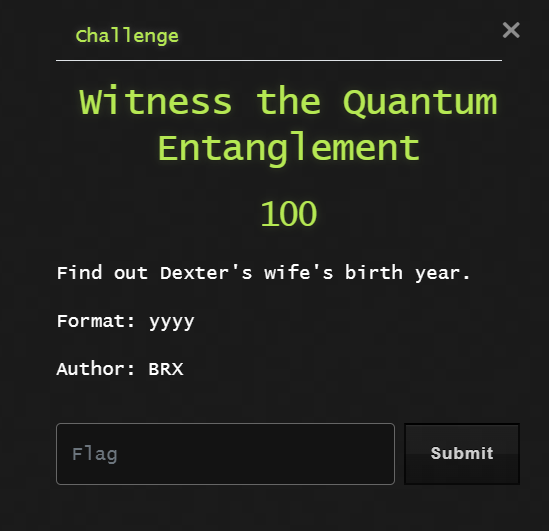 Challenge
×
Witness the Quantum
Entanglement
100
Find out Dexter's wife's birth year.
Format: yyyy
Author: BRX
Flag
Submit